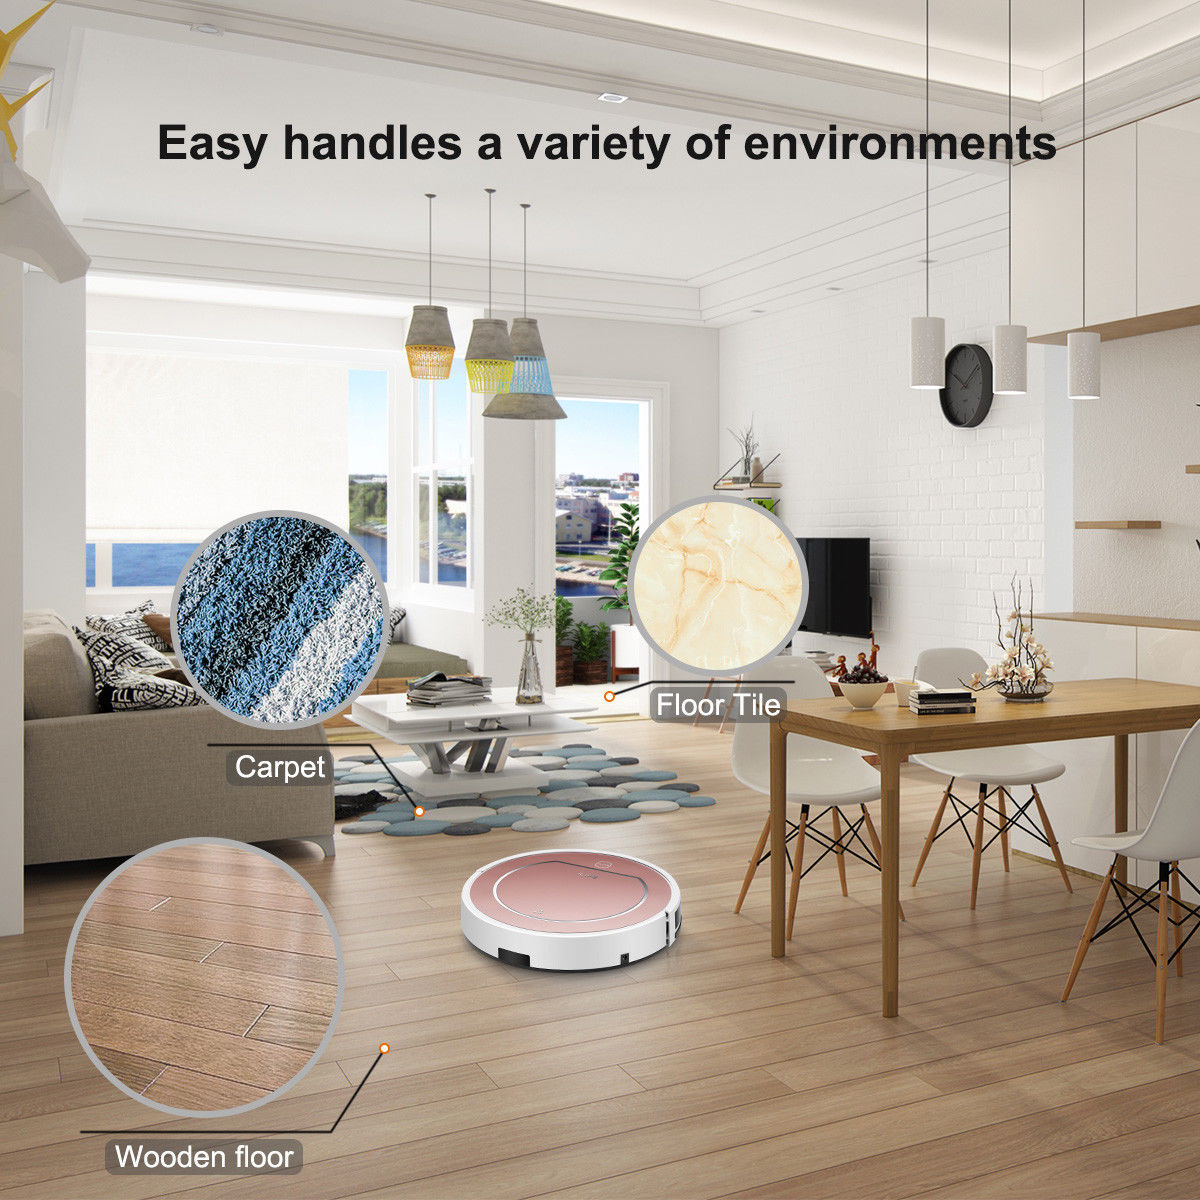 Easy handles a variety of environments
Floor Tile
Carpet
Wooden floor